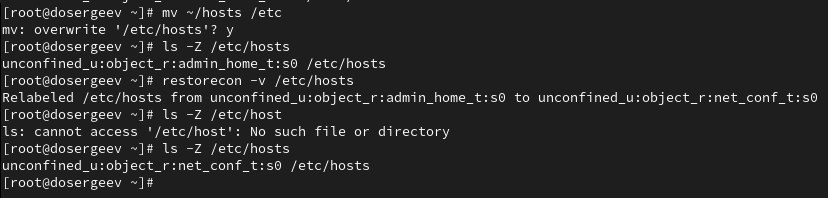 [root@dosergeev ~]# mv ~/hosts /etc
mv: overwrite '/etc/hosts'? y
[root@dosergeev ~]# ls -Z /etc/hosts
unconfined_u:object_r:admin_home_t:s0 /etc/hosts
[root@dosergeev ~]# restorecon -v /etc/hosts
Relabeled /etc/hosts from unconfined_u:object_r:admin_home_t:s0 to unconfined_u:object_r:net_conf_t:s0
[root@dosergeev ~]# ls -Z /etc/host
ls: cannot access '/etc/host': No such file or directory
[root@dosergeev ~]# ls -Z /etc/hosts
unconfined_u:object_r:net_conf_t:s0 /etc/hosts
[root@dosergeev ~]#